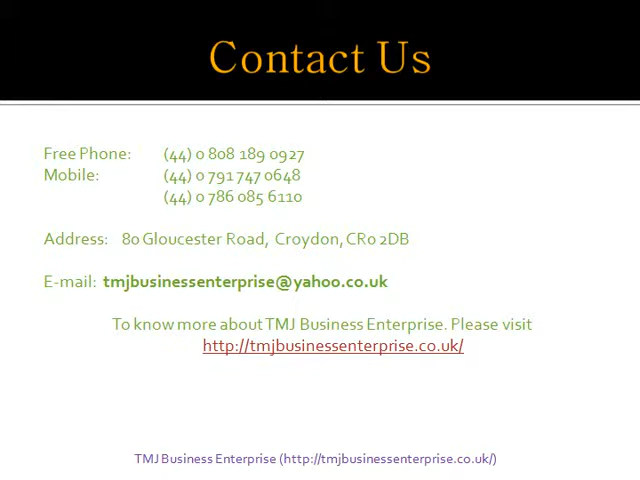 Contact Us
Free Phone: (44) 0 808 189 0927
Mobile: (44) 0 791 747 0648
(44) 0 786 085 6110
Address: 80 Gloucester Road, Croydon, CR0 2DB
E-mail: tmjbusinessenterprise@yahoo.co.uk
To know more about TMJ Business Enterprise. Please visit
http://tmjbusinessenterprise.co.uk/
TMJ Business Enterprise (http://tmjbusinessenterprise.co.uk/)